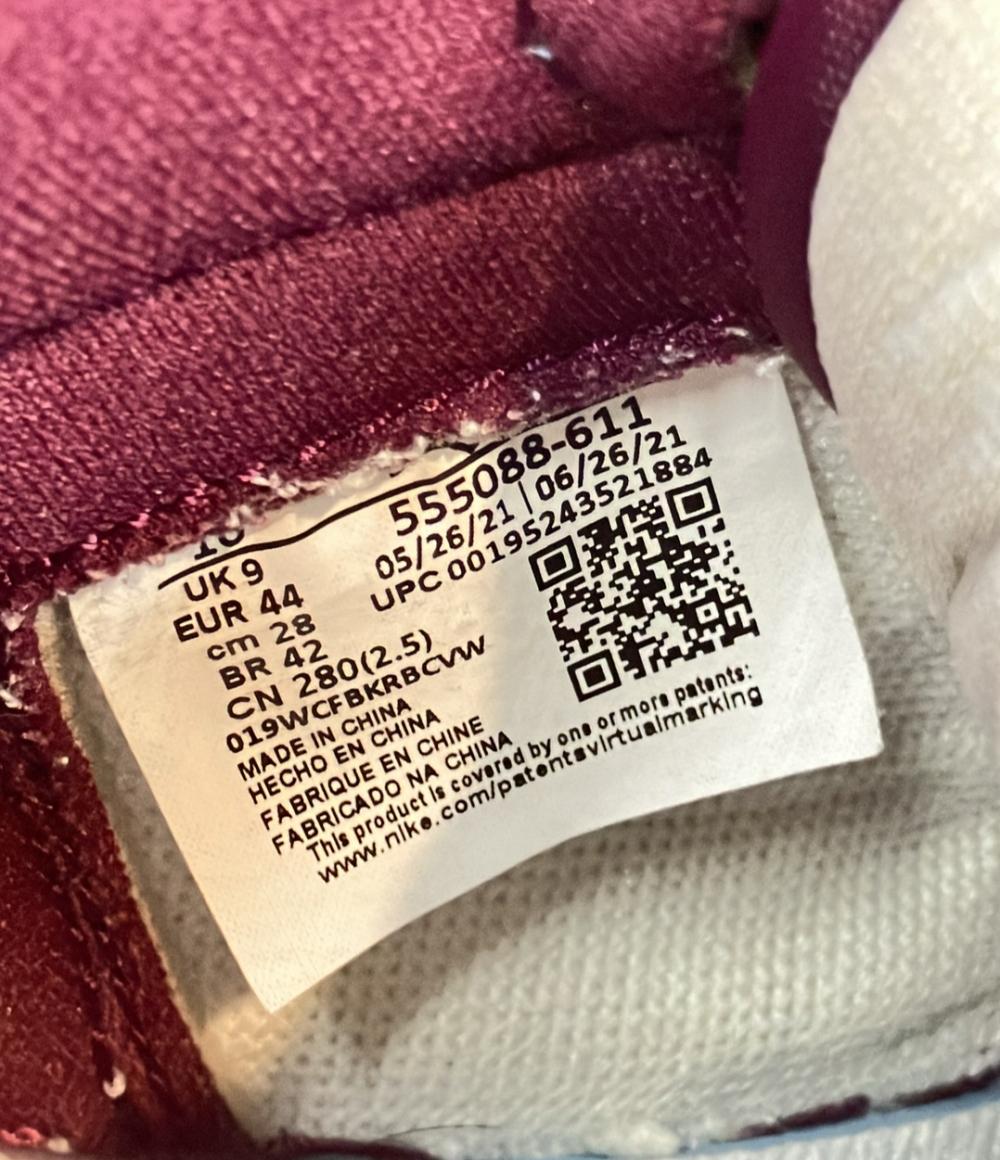 555088-611
05/26/21 | 06/26/21
UPC 00195243521884
10
UK 9
EUR 44
cm 28
BR 42
CN 280(2.5)
019WCFBKRBCVW
MADE IN CHINA
HECHO EN CHINA
FABRIQUE EN CHINE
FABRICADO NA CHINA
This product is covered by one or more patents:
www.nike.com/patentsvirtualmarking